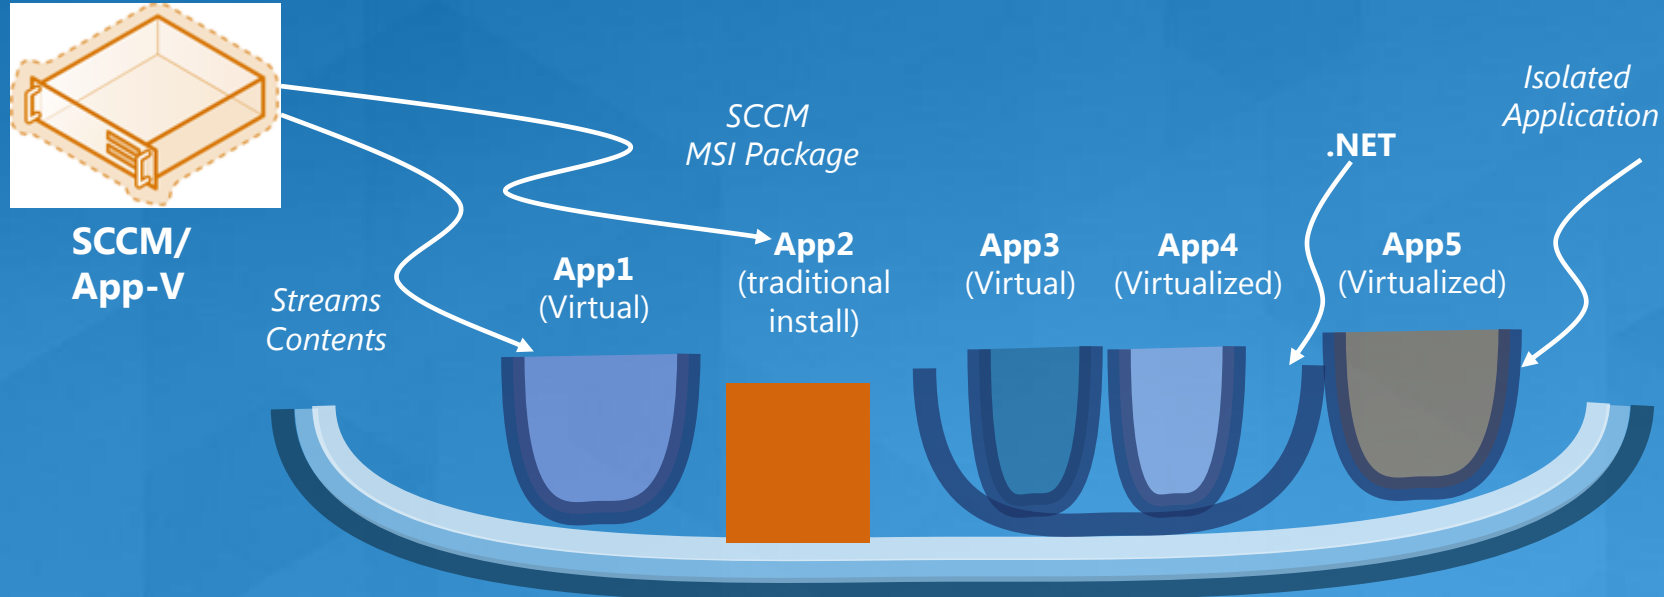 SCCM/
App-V
Streams
Contents
App1
(Virtual)
SCCM
MSI Package
App2
(traditional
install)
App3
(Virtual)
App4
(Virtualized)
.NET
App5
(Virtualized)
Isolated
Application